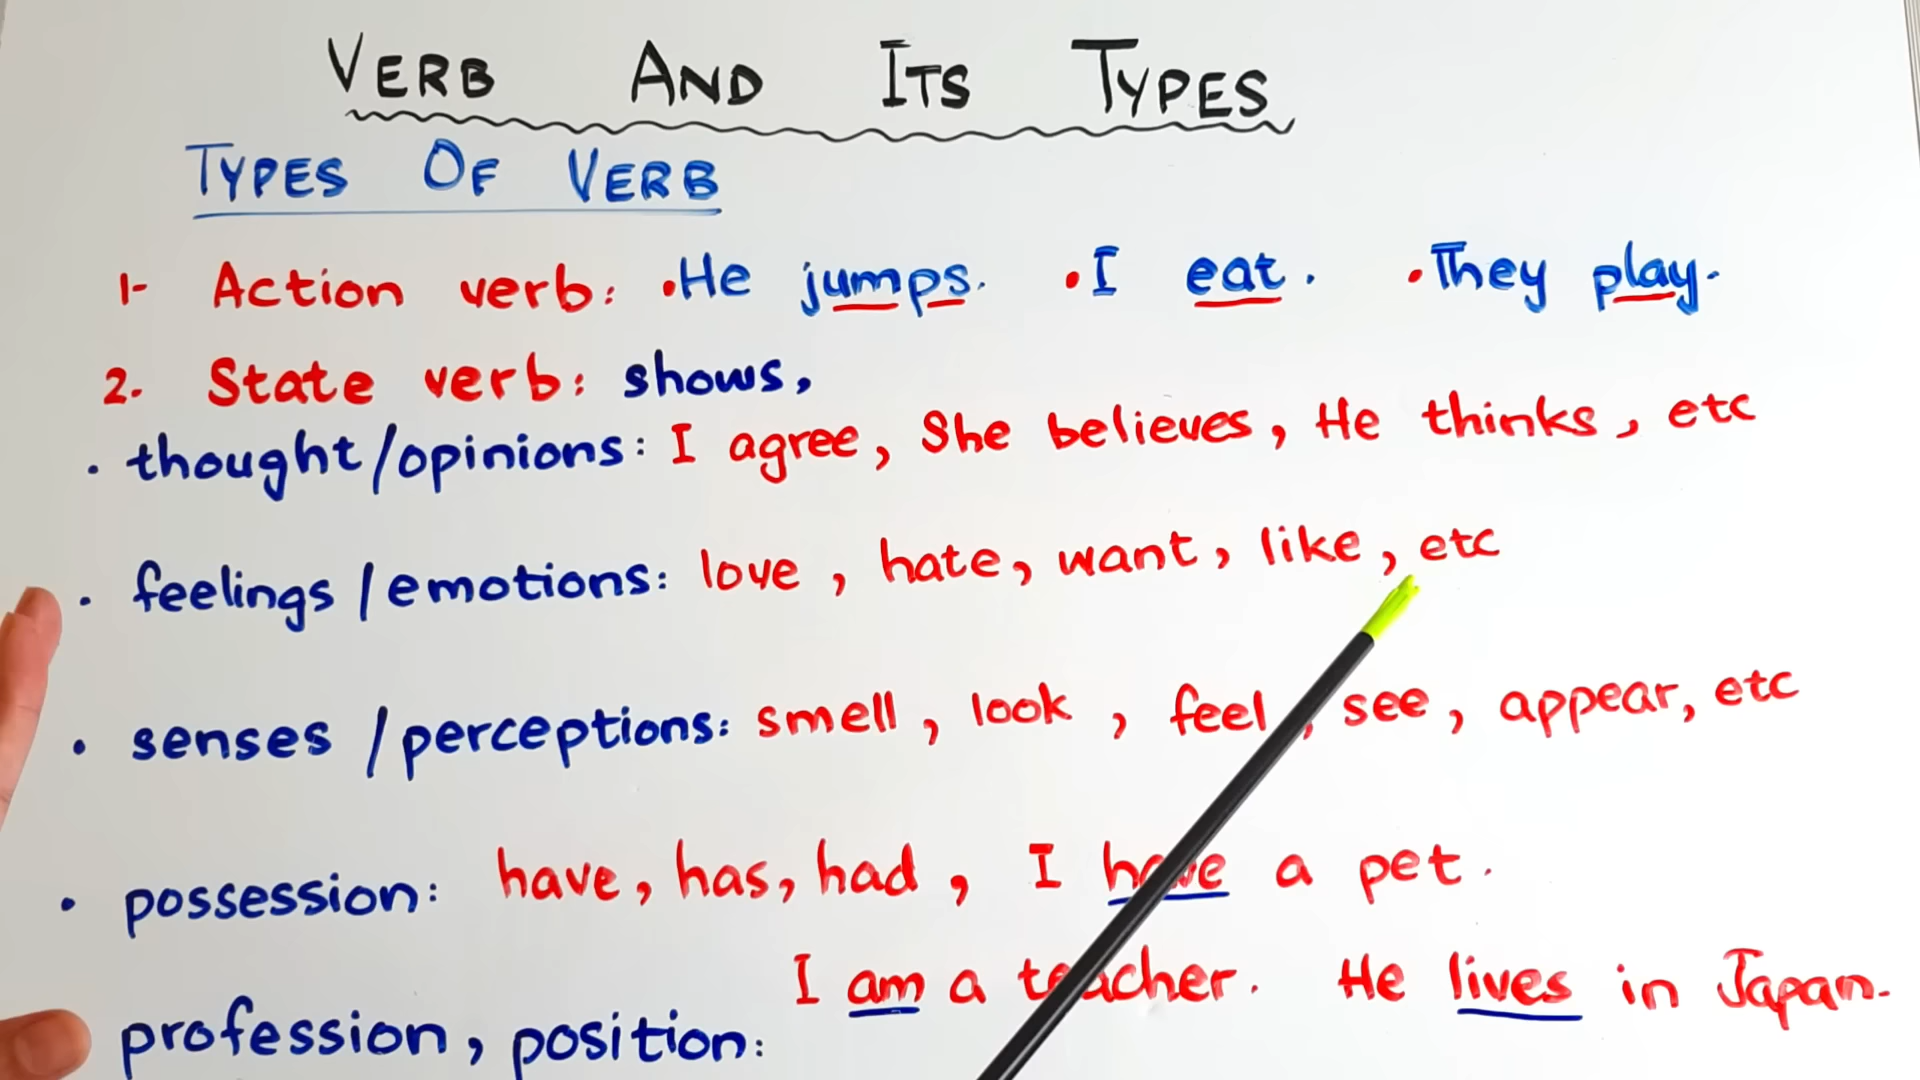 VERB AND ITS TYPES
TYPES OF VERB
1- Action verb: •He jumps. •I eat. •They play.
2. State verb: shows,
• thought/opinions: I agree, She believes, He thinks, etc
• feelings/emotions: love, hate, want, like, etc
• senses/perceptions: smell, look, feel, see, appear, etc
• possession: have, has, had, I have a pet.
I am a teacher. He lives in Japan.
profession, position: